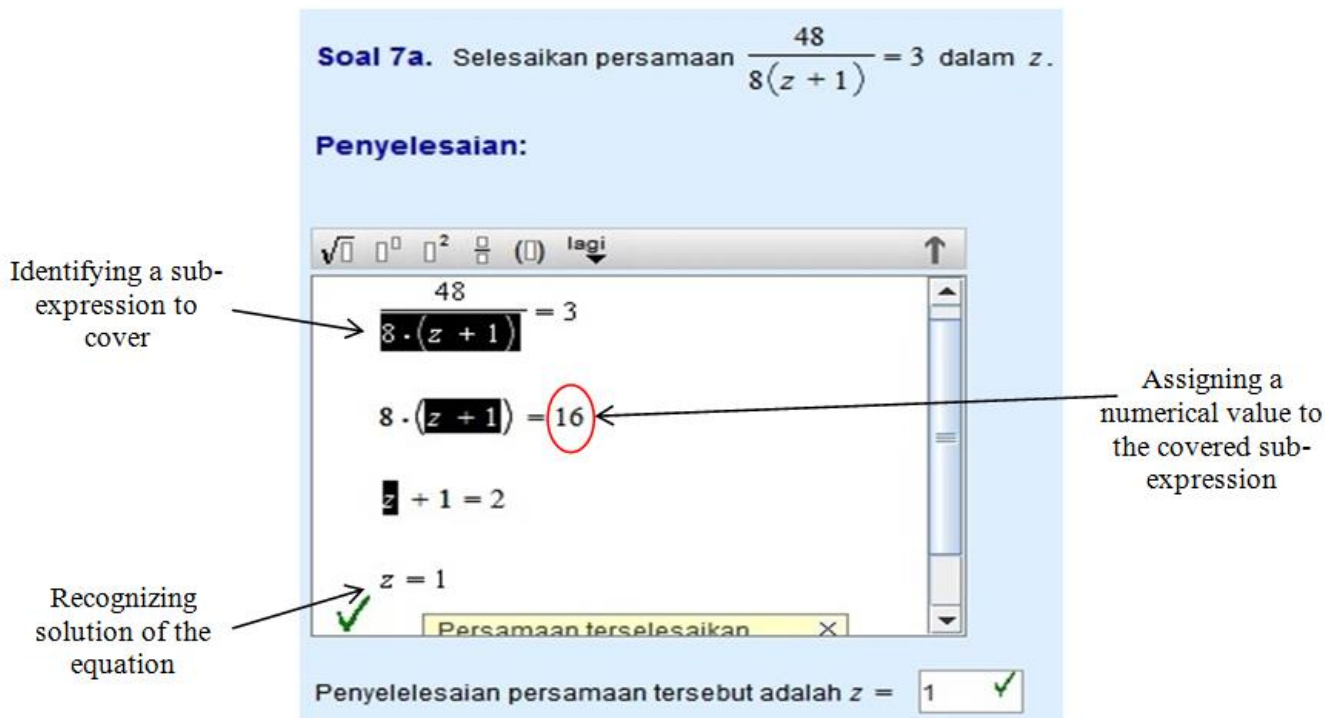 Soal 7a. Selesaikan persamaan 48 / 8(z + 1) = 3 dalam z.
Penyelesaian:
√▯ ▯▯ ▯² ▯/▯ (▯) lagi
Identifying a sub-
expression to
cover
48 / 8 · (z + 1) = 3
8 · (z + 1) = 16
Assigning a
numerical value to
the covered sub-
expression
z + 1 = 2
z = 1
Recognizing
solution of the
equation
Persamaan terselesaikan
Penyelelesaian persamaan tersebut adalah z = 1